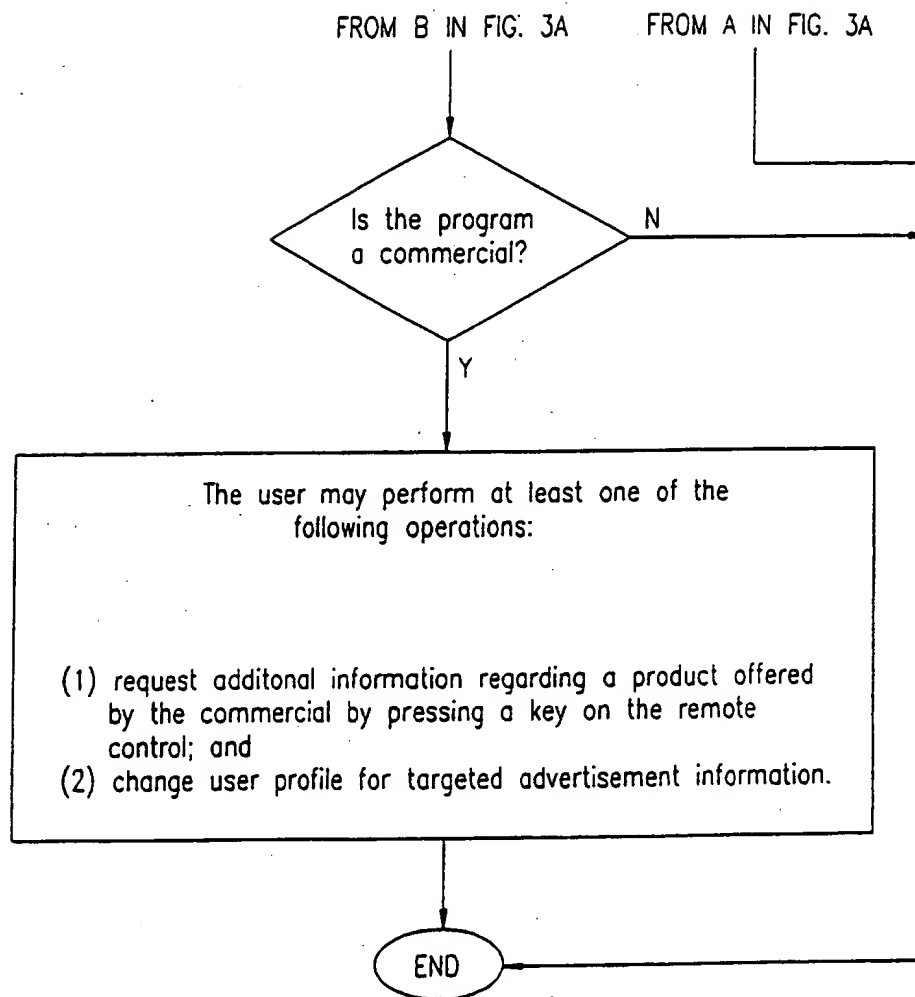 FROM B IN FIG. 3A
FROM A IN FIG. 3A
Is the program
a commercial?
N
Y
The user may perform at least one of the
following operations:
(1) request additonal information regarding a product offered
by the commercial by pressing a key on the remote
control; and
(2) change user profile for targeted advertisement information.
END